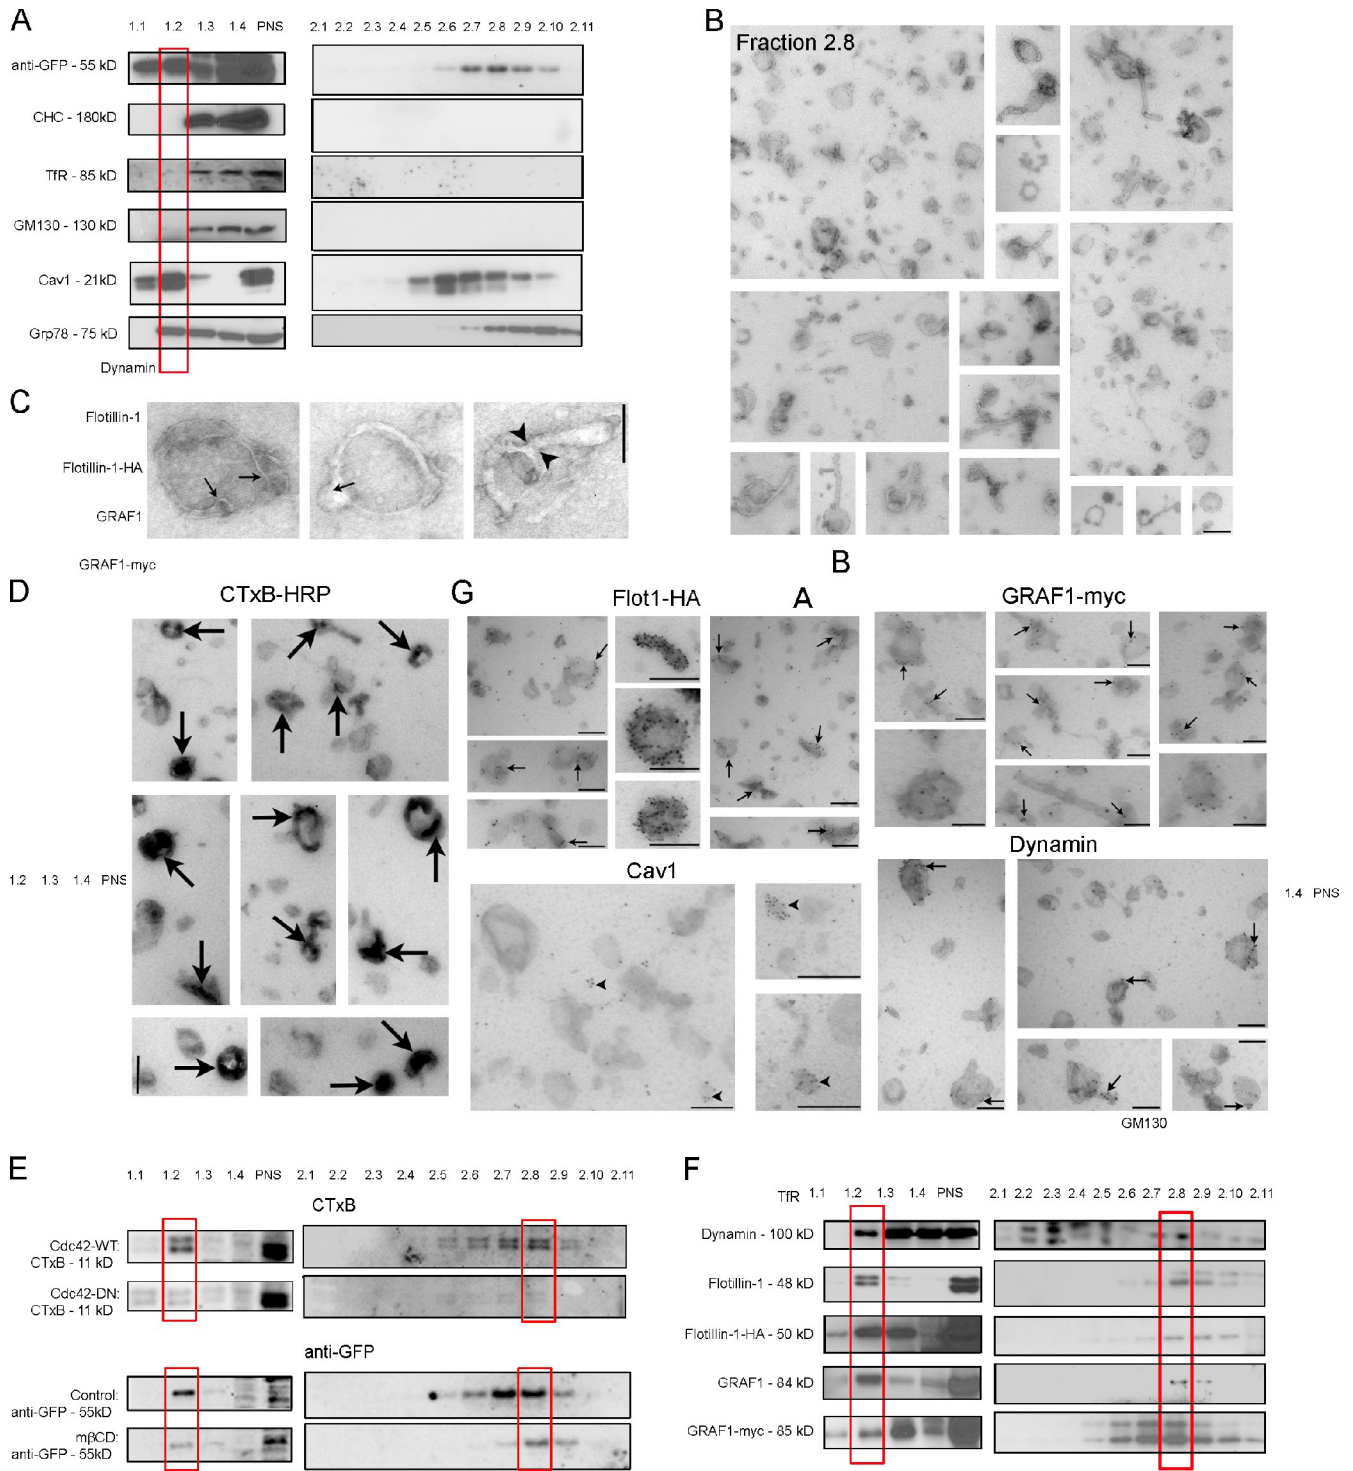 A
1.1 1.2 1.3 1.4 PNS
2.1 2.2 2.3 2.4 2.5 2.6 2.7 2.8 2.9 2.10 2.11
anti-GFP - 55 kD
CHC - 180kD
TfR - 85 kD
GM130 - 130 kD
Cav1 - 21kD
Grp78 - 75 kD
Dynamin
B
Fraction 2.8
C
Flotillin-1
Flotillin-1-HA
GRAF1
GRAF1-myc
D
CTxB-HRP
1.2 1.3 1.4 PNS
G
Flot1-HA
A
B
GRAF1-myc
Cav1
Dynamin
1.4 PNS
GM130
E
1.1 1.2 1.3 1.4 PNS
2.1 2.2 2.3 2.4 2.5 2.6 2.7 2.8 2.9 2.10 2.11
CTxB
Cdc42-WT:
CTxB - 11 kD
Cdc42-DN:
CTxB - 11 kD
anti-GFP
Control:
anti-GFP - 55kD
mβCD:
anti-GFP - 55kD
F
TfR 1.1 1.2 1.3 1.4 PNS
2.1 2.2 2.3 2.4 2.5 2.6 2.7 2.8 2.9 2.10 2.11
Dynamin - 100 kD
Flotillin-1 - 48 kD
Flotillin-1-HA - 50 kD
GRAF1 - 84 kD
GRAF1-myc - 85 kD